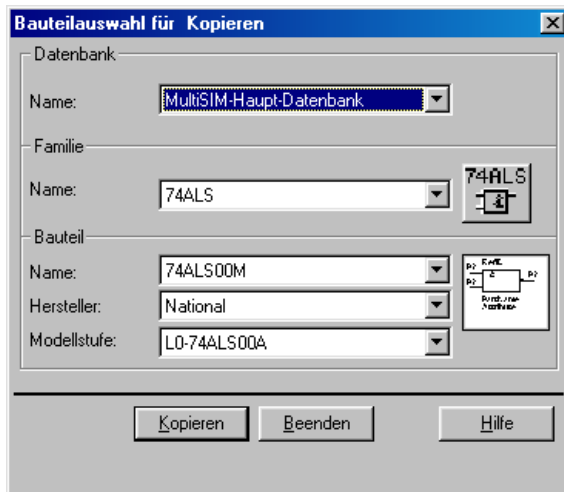 Bauteilauswahl für Kopieren
Datenbank
Name: MultiSIM-Haupt-Datenbank
Familie
Name: 74ALS
74ALS
Bauteil
Name: 74ALS00M
Hersteller: National
Modellstufe: L0-74ALS00A
Kopieren Beenden Hilfe